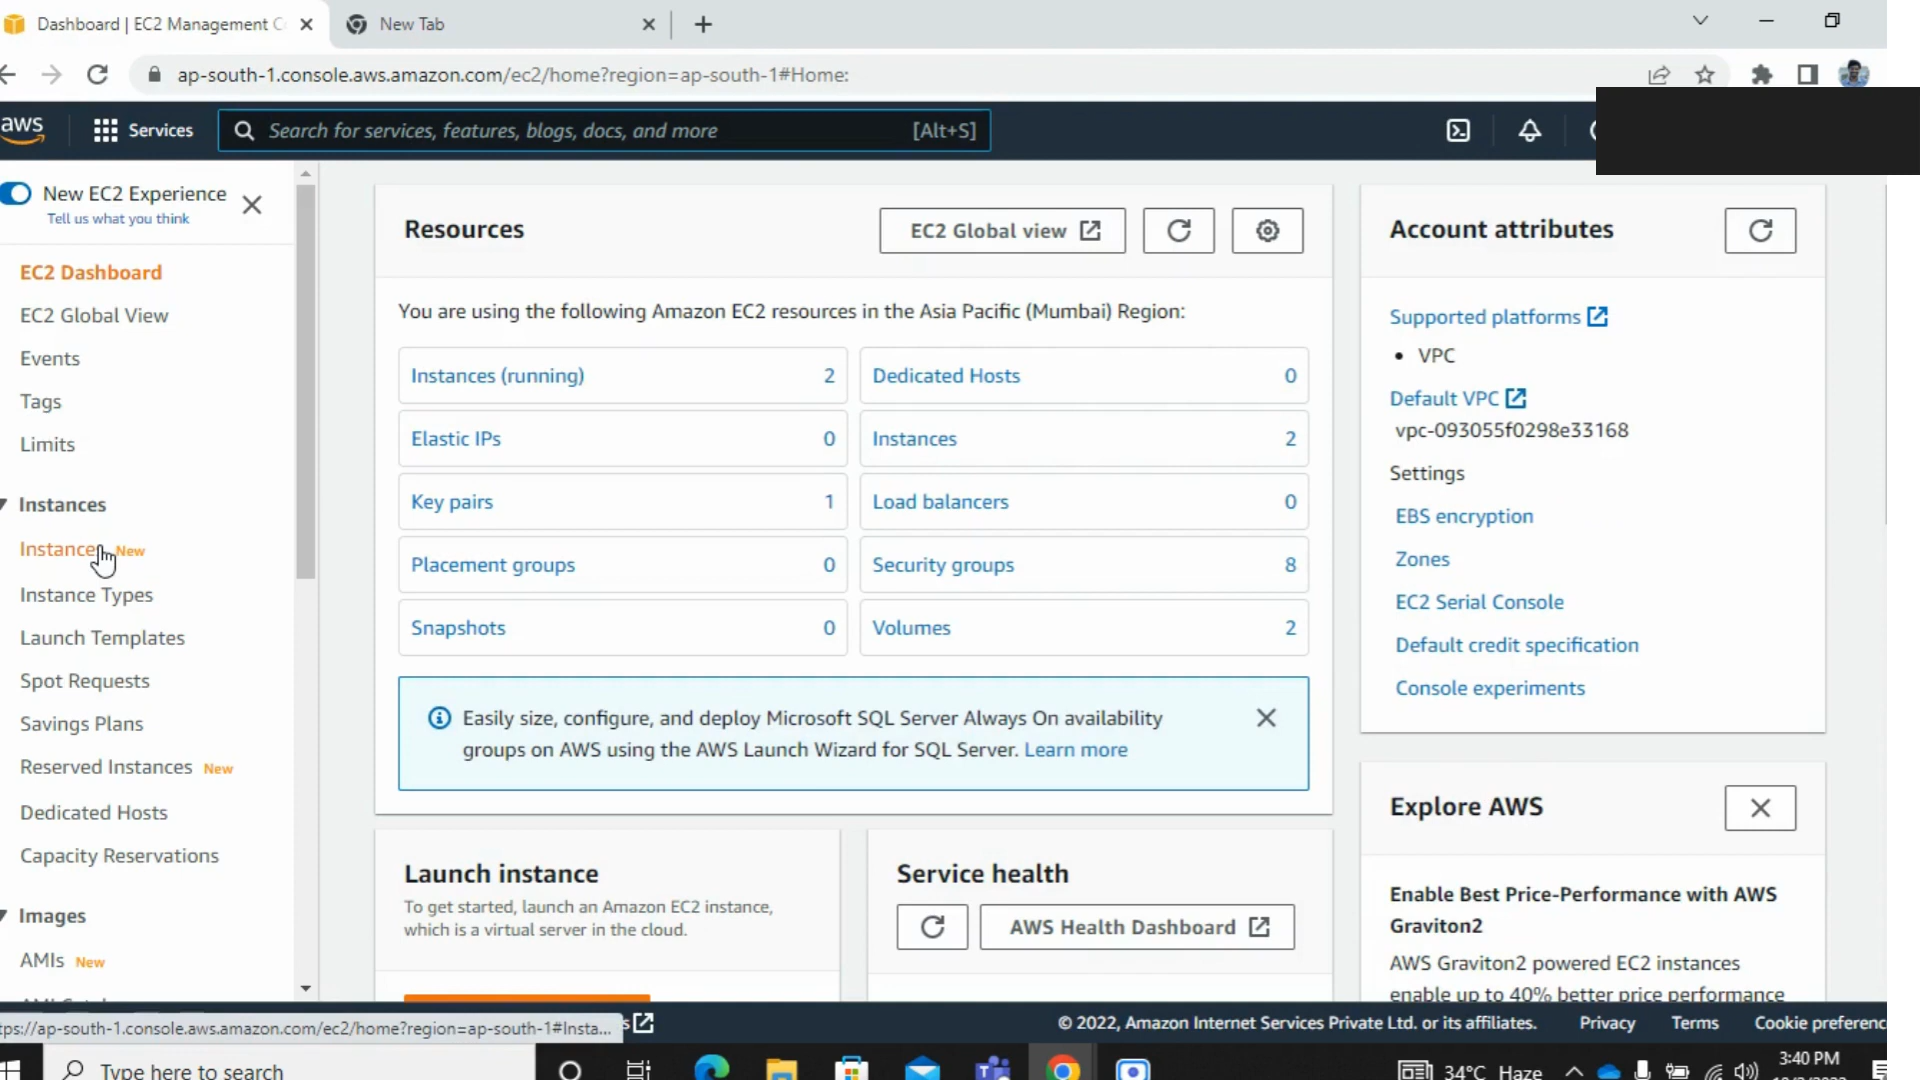 Dashboard | EC2 Management C
New Tab
ap-south-1.console.aws.amazon.com/ec2/home?region=ap-south-1#Home:
aws
Services
Search for services, features, blogs, docs, and more
[Alt+S]
New EC2 Experience
Tell us what you think
EC2 Dashboard
EC2 Global View
Events
Tags
Limits
Instances
Instances New
Instance Types
Launch Templates
Spot Requests
Savings Plans
Reserved Instances New
Dedicated Hosts
Capacity Reservations
Images
AMIs New
Resources
EC2 Global view
You are using the following Amazon EC2 resources in the Asia Pacific (Mumbai) Region:
Instances (running) 2
Dedicated Hosts 0
Elastic IPs 0
Instances 2
Key pairs 1
Load balancers 0
Placement groups 0
Security groups 8
Snapshots 0
Volumes 2
Easily size, configure, and deploy Microsoft SQL Server Always On availability
groups on AWS using the AWS Launch Wizard for SQL Server. Learn more
Launch instance
To get started, launch an Amazon EC2 instance,
which is a virtual server in the cloud.
Service health
AWS Health Dashboard
Account attributes
Supported platforms
• VPC
Default VPC
vpc-093055f0298e33168
Settings
EBS encryption
Zones
EC2 Serial Console
Default credit specification
Console experiments
Explore AWS
Enable Best Price-Performance with AWS
Graviton2
AWS Graviton2 powered EC2 instances
enable up to 40% better price performance
tps://ap-south-1.console.aws.amazon.com/ec2/home?region=ap-south-1#Insta...
© 2022, Amazon Internet Services Private Ltd. or its affiliates.
Privacy
Terms
Cookie preferenc
Type here to search
34°C Haze
3:40 PM